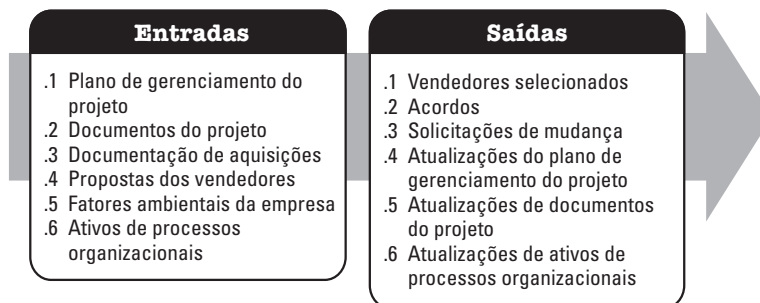 Entradas
.1 Plano de gerenciamento do
projeto
.2 Documentos do projeto
.3 Documentação de aquisições
.4 Propostas dos vendedores
.5 Fatores ambientais da empresa
.6 Ativos de processos
organizacionais
Saídas
.1 Vendedores selecionados
.2 Acordos
.3 Solicitações de mudança
.4 Atualizações do plano de
gerenciamento do projeto
.5 Atualizações de documentos
do projeto
.6 Atualizações de ativos de
processos organizacionais